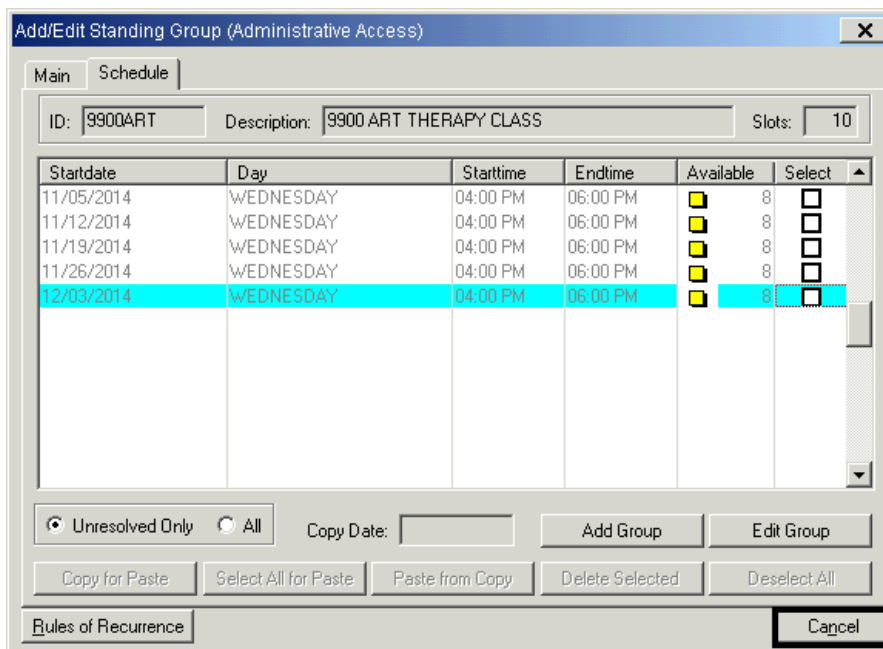 Add/Edit Standing Group (Administrative Access)
Main Schedule
ID: 9900ART Description: 9900 ART THERAPY CLASS Slots: 10
Startdate Day Starttime Endtime Available Select
11/05/2014 WEDNESDAY 04:00 PM 06:00 PM 8
11/12/2014 WEDNESDAY 04:00 PM 06:00 PM 8
11/19/2014 WEDNESDAY 04:00 PM 06:00 PM 8
11/26/2014 WEDNESDAY 04:00 PM 06:00 PM 8
12/03/2014 WEDNESDAY 04:00 PM 06:00 PM 8
Unresolved Only All Copy Date: Add Group Edit Group
Copy for Paste Select All for Paste Paste from Copy Delete Selected Deselect All
Rules of Recurrence Cancel